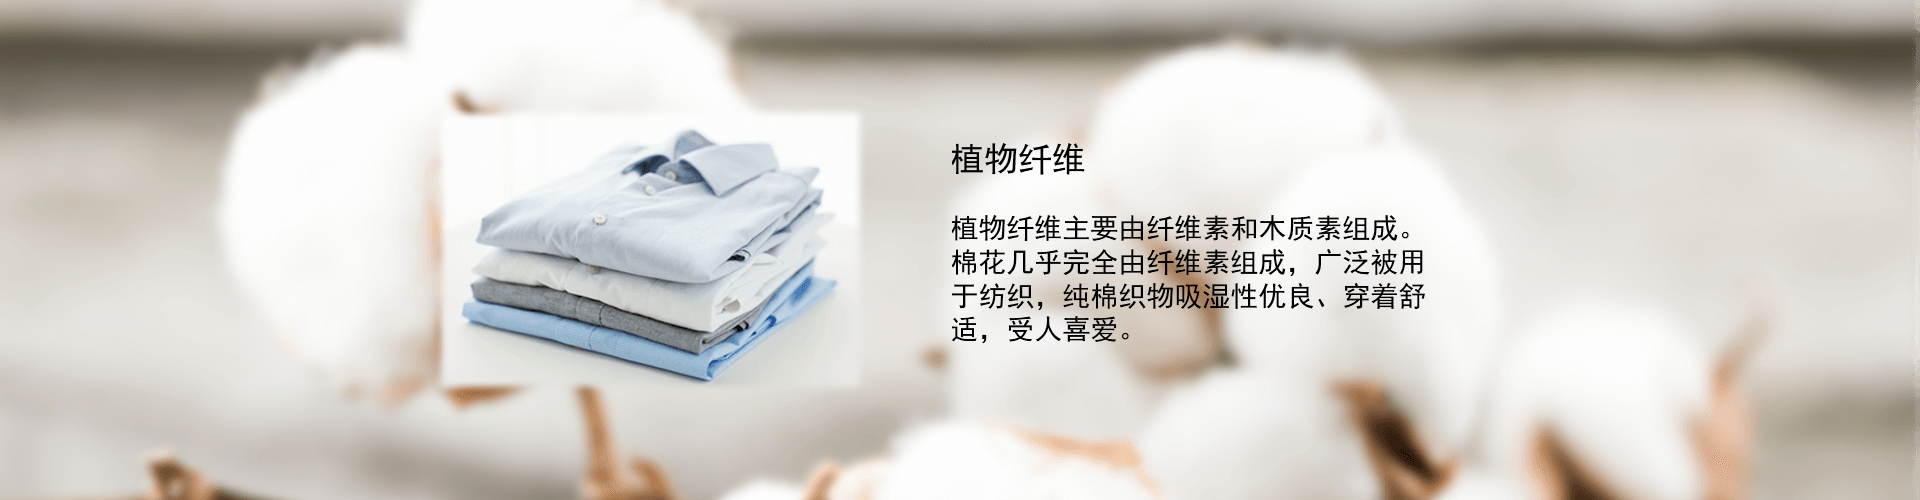 植物纤维
植物纤维主要由纤维素和木质素组成。
棉花几乎完全由纤维素组成，广泛被用
于纺织，纯棉织物吸湿性优良、穿着舒
适，受人喜爱。